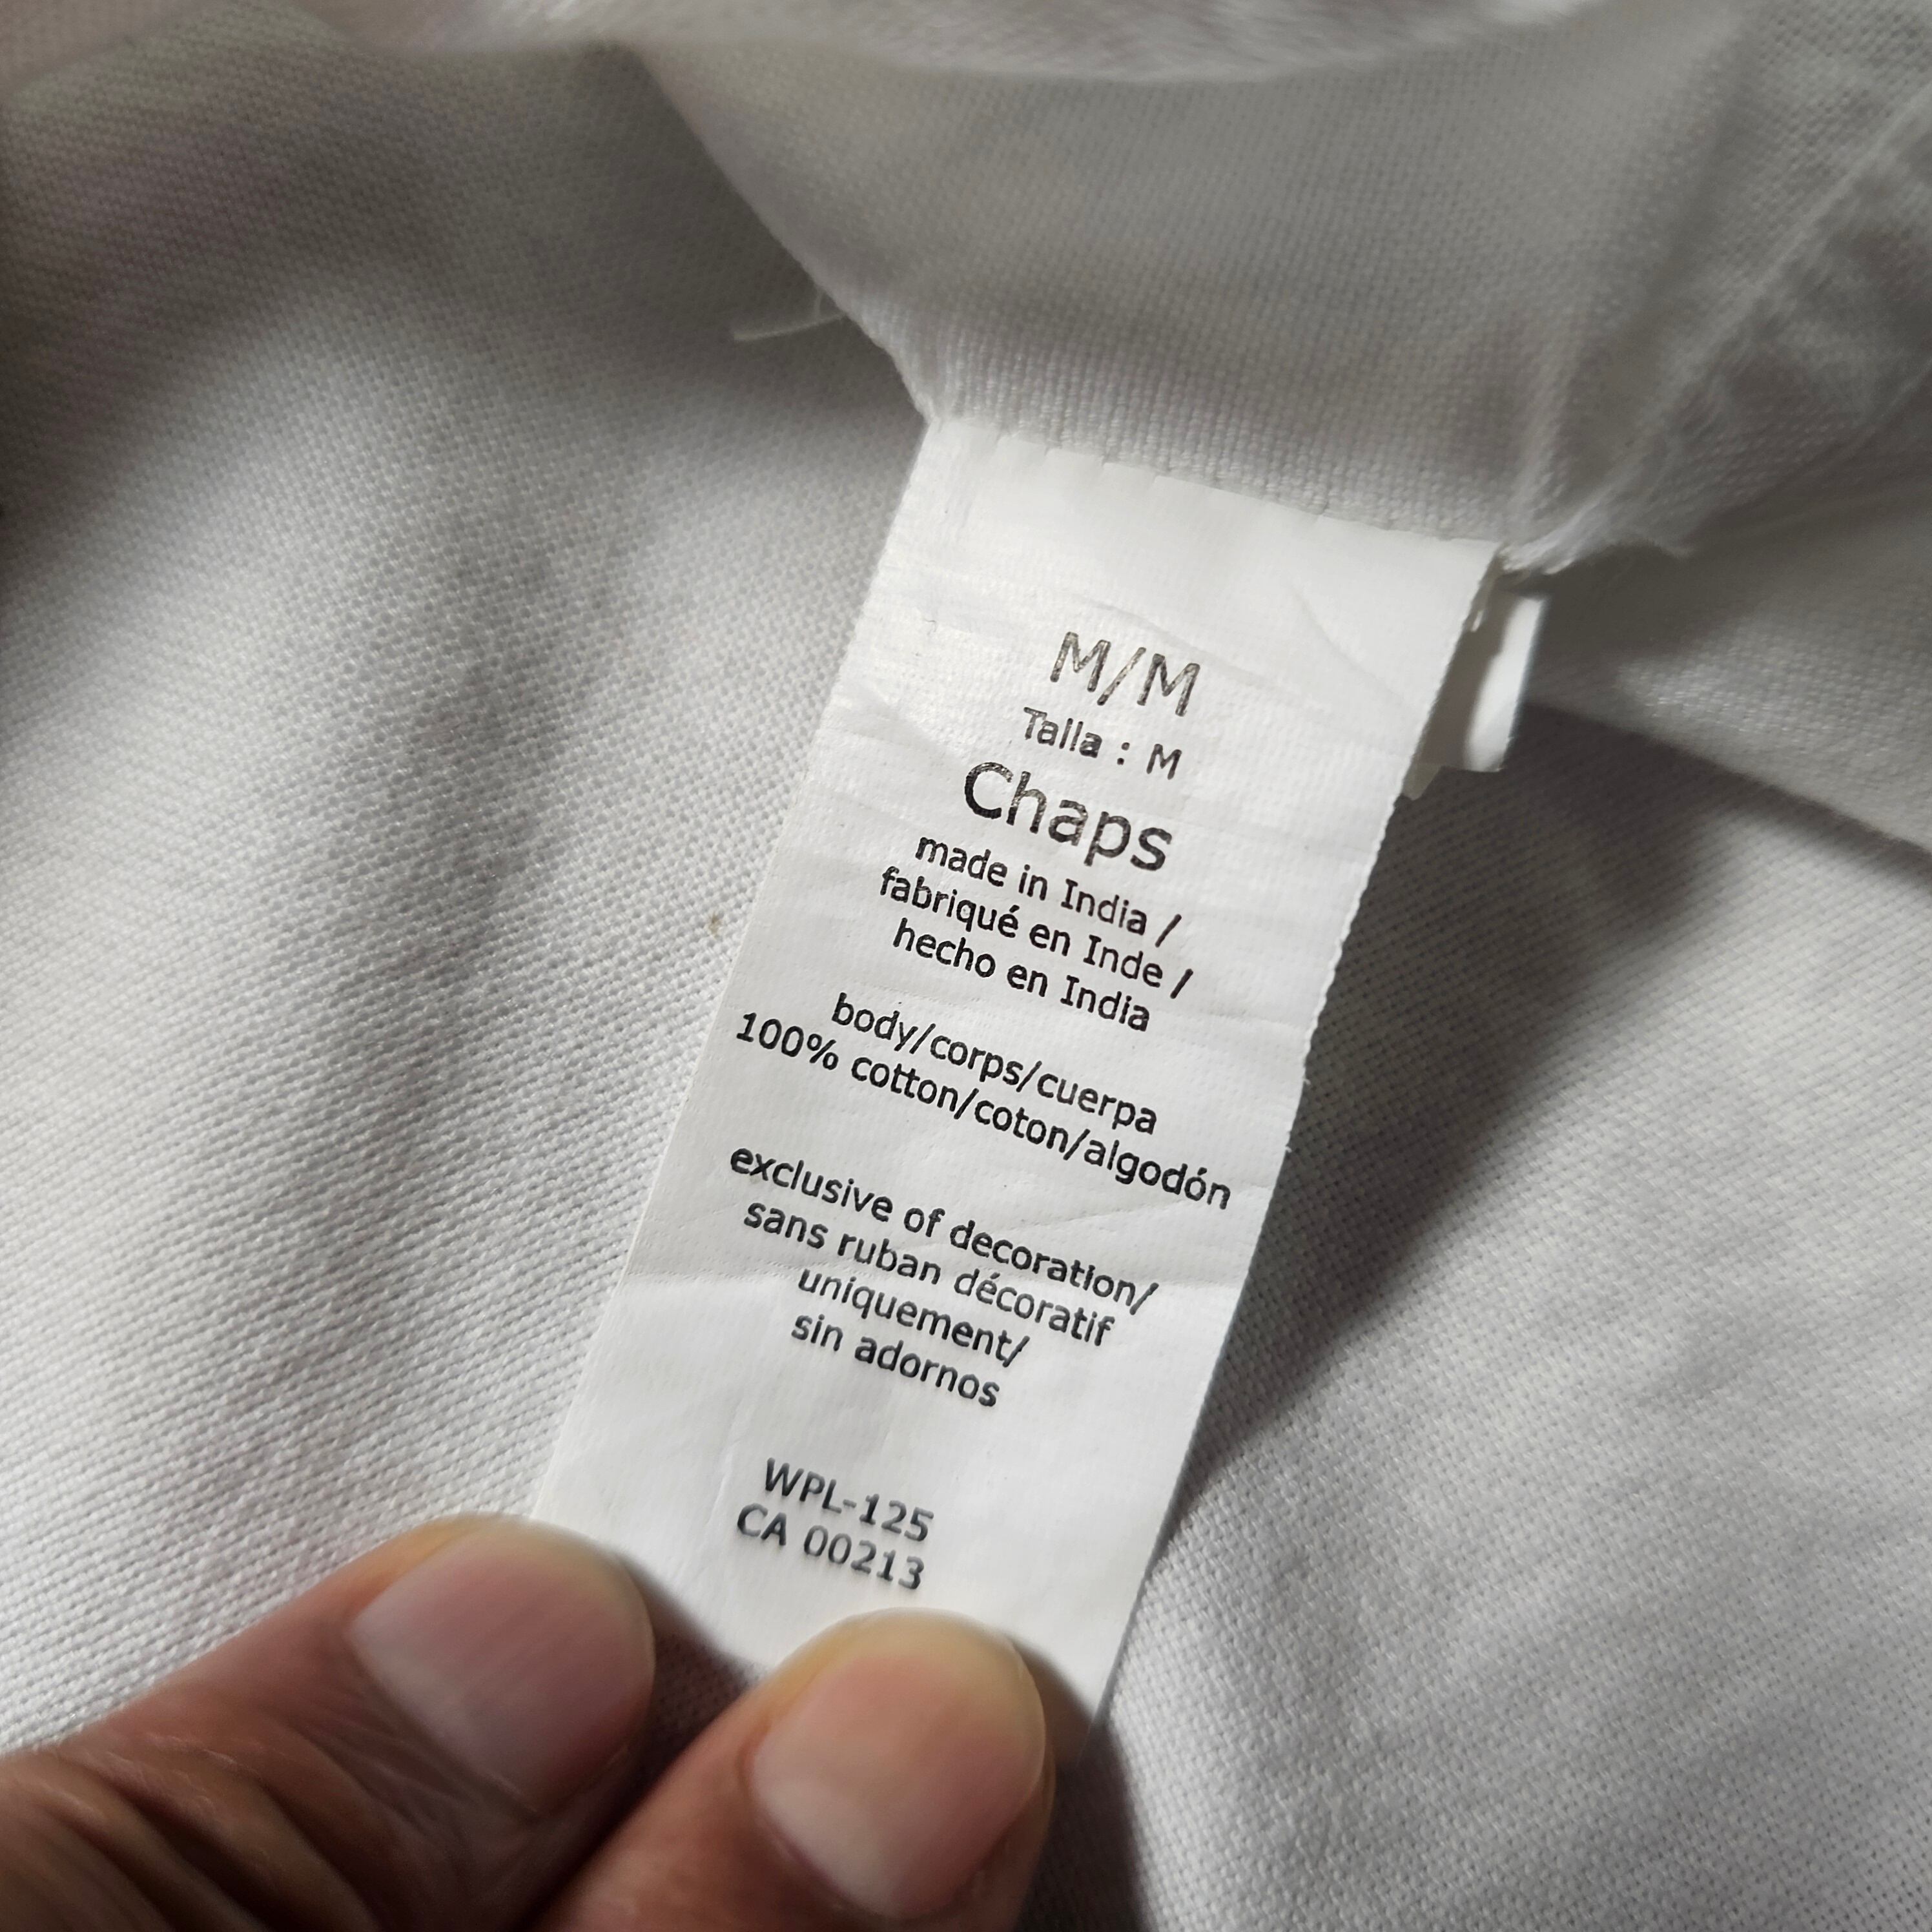 M/M
Talla : M
Chaps
made in India /
fabriqué en Inde /
hecho en India
body/corps/cuerpa
100% cotton/coton/algodón
exclusive of decoration/
sans ruban décoratif
uniquement/
sin adornos
WPL-125
CA 00213